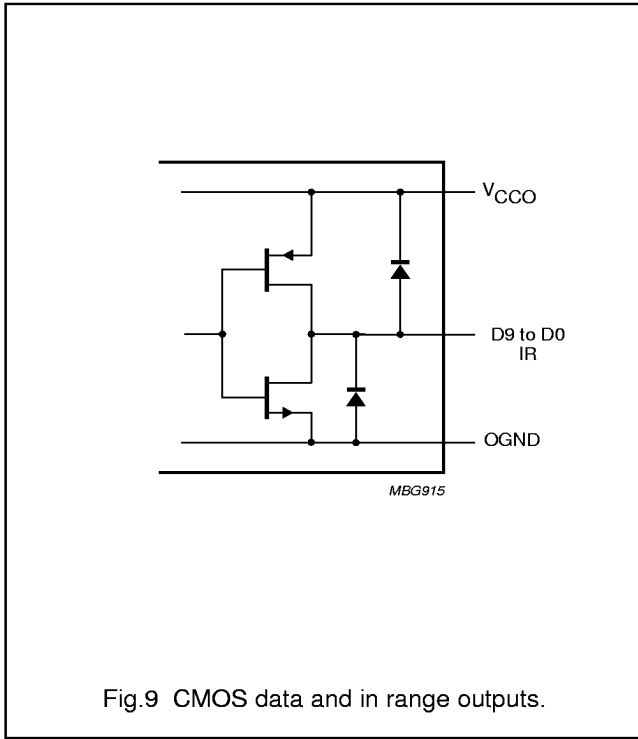 VCCO
D9 to D0
IR
OGND
MBG915
Fig.9 CMOS data and in range outputs.